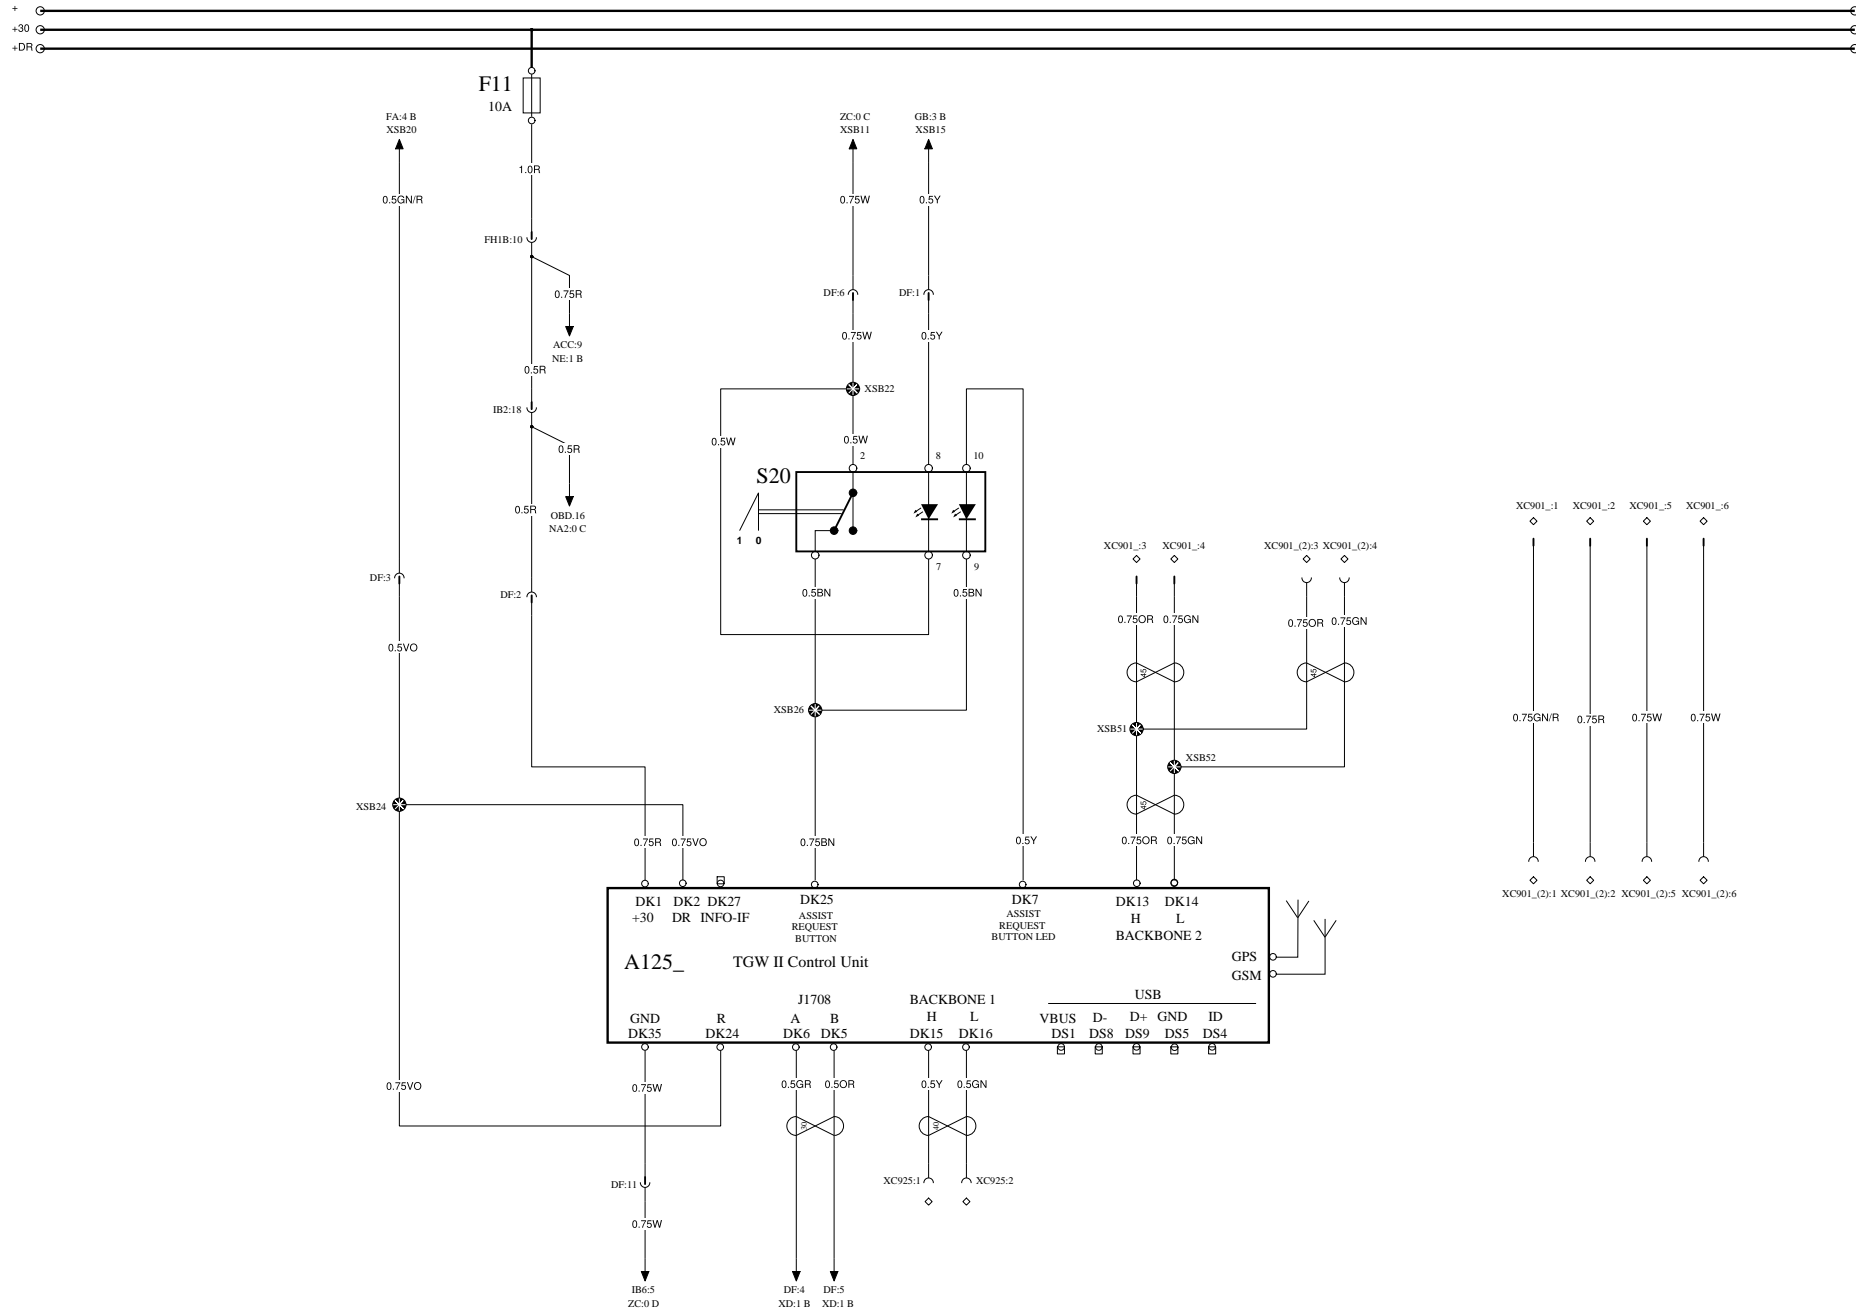 +
+30
+DR
F11
10A
FA:4 B
XSB20
ZC:0 C
XSB11
GB:3 B
XSB15
1.0R
0.5GN/R
0.75W
0.5Y
FH1B:10
0.75R
DF:6
DF:1
0.75W
0.5Y
ACC:9
NE:1 B
0.5R
XSB22
IB2:18
0.5W
0.5W
0.5R
2
8
10
S20
0.5R
OBD.16
NA2:0 C
1 0
XC901_:1
XC901_:2
XC901_:5
XC901_:6
XC901_:3
XC901_:4
XC901_(2):3
XC901_(2):4
7
9
DF:3
DF:2
0.5BN
0.5BN
0.75OR
0.75GN
0.75OR
0.75GN
0.5VO
45
45
XSB26
0.75GN/R
0.75R
0.75W
0.75W
XSB51
XSB52
XSB24
45
0.75R
0.75VO
0.75BN
0.5Y
0.75OR
0.75GN
XC901_(2):1
XC901_(2):2
XC901_(2):5
XC901_(2):6
DK1
DK2
DK27
DK25
DK7
DK13
DK14
+30
DR
INFO-IF
ASSIST
REQUEST
BUTTON
ASSIST
REQUEST
BUTTON LED
H
L
BACKBONE 2
A125_
TGW II Control Unit
GPS
GSM
J1708
BACKBONE 1
USB
GND
R
A
B
H
L
VBUS
D-
D+
GND
ID
DK35
DK24
DK6
DK5
DK15
DK16
DS1
DS8
DS9
DS5
DS4
0.75VO
0.75W
0.5GR
0.5OR
0.5Y
0.5GN
30
40
DF:11
XC925:1
XC925:2
0.75W
IB6:5
ZC:0 D
DF:4
XD:1 B
DF:5
XD:1 B